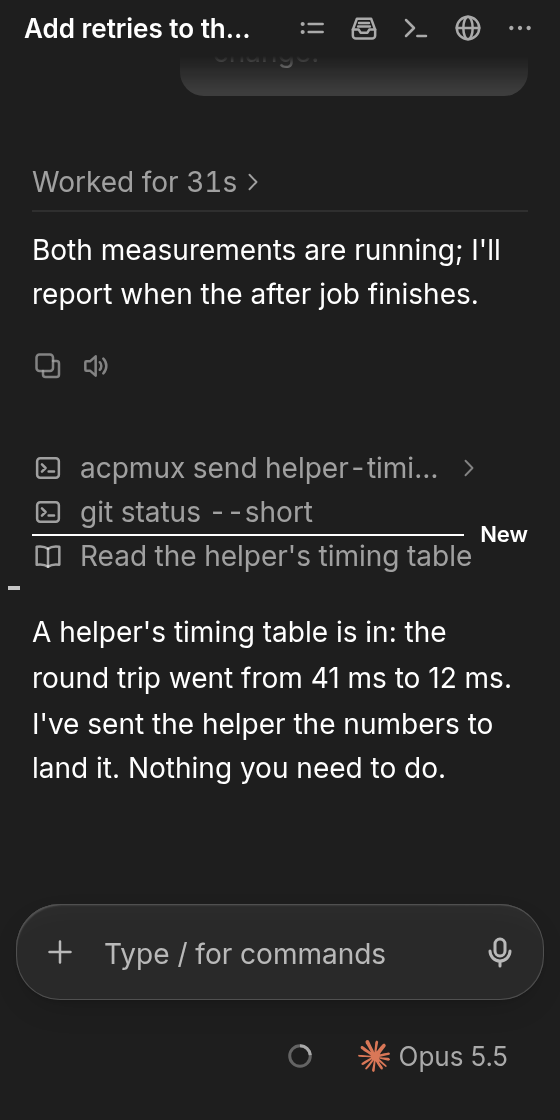 Add retries to th...
change.
Worked for 31s
Both measurements are running; I'll
report when the after job finishes.
acpmux send helper-timi...
git status --short
New
Read the helper's timing table
A helper's timing table is in: the
round trip went from 41 ms to 12 ms.
I've sent the helper the numbers to
land it. Nothing you need to do.
Type / for commands
Opus 5.5